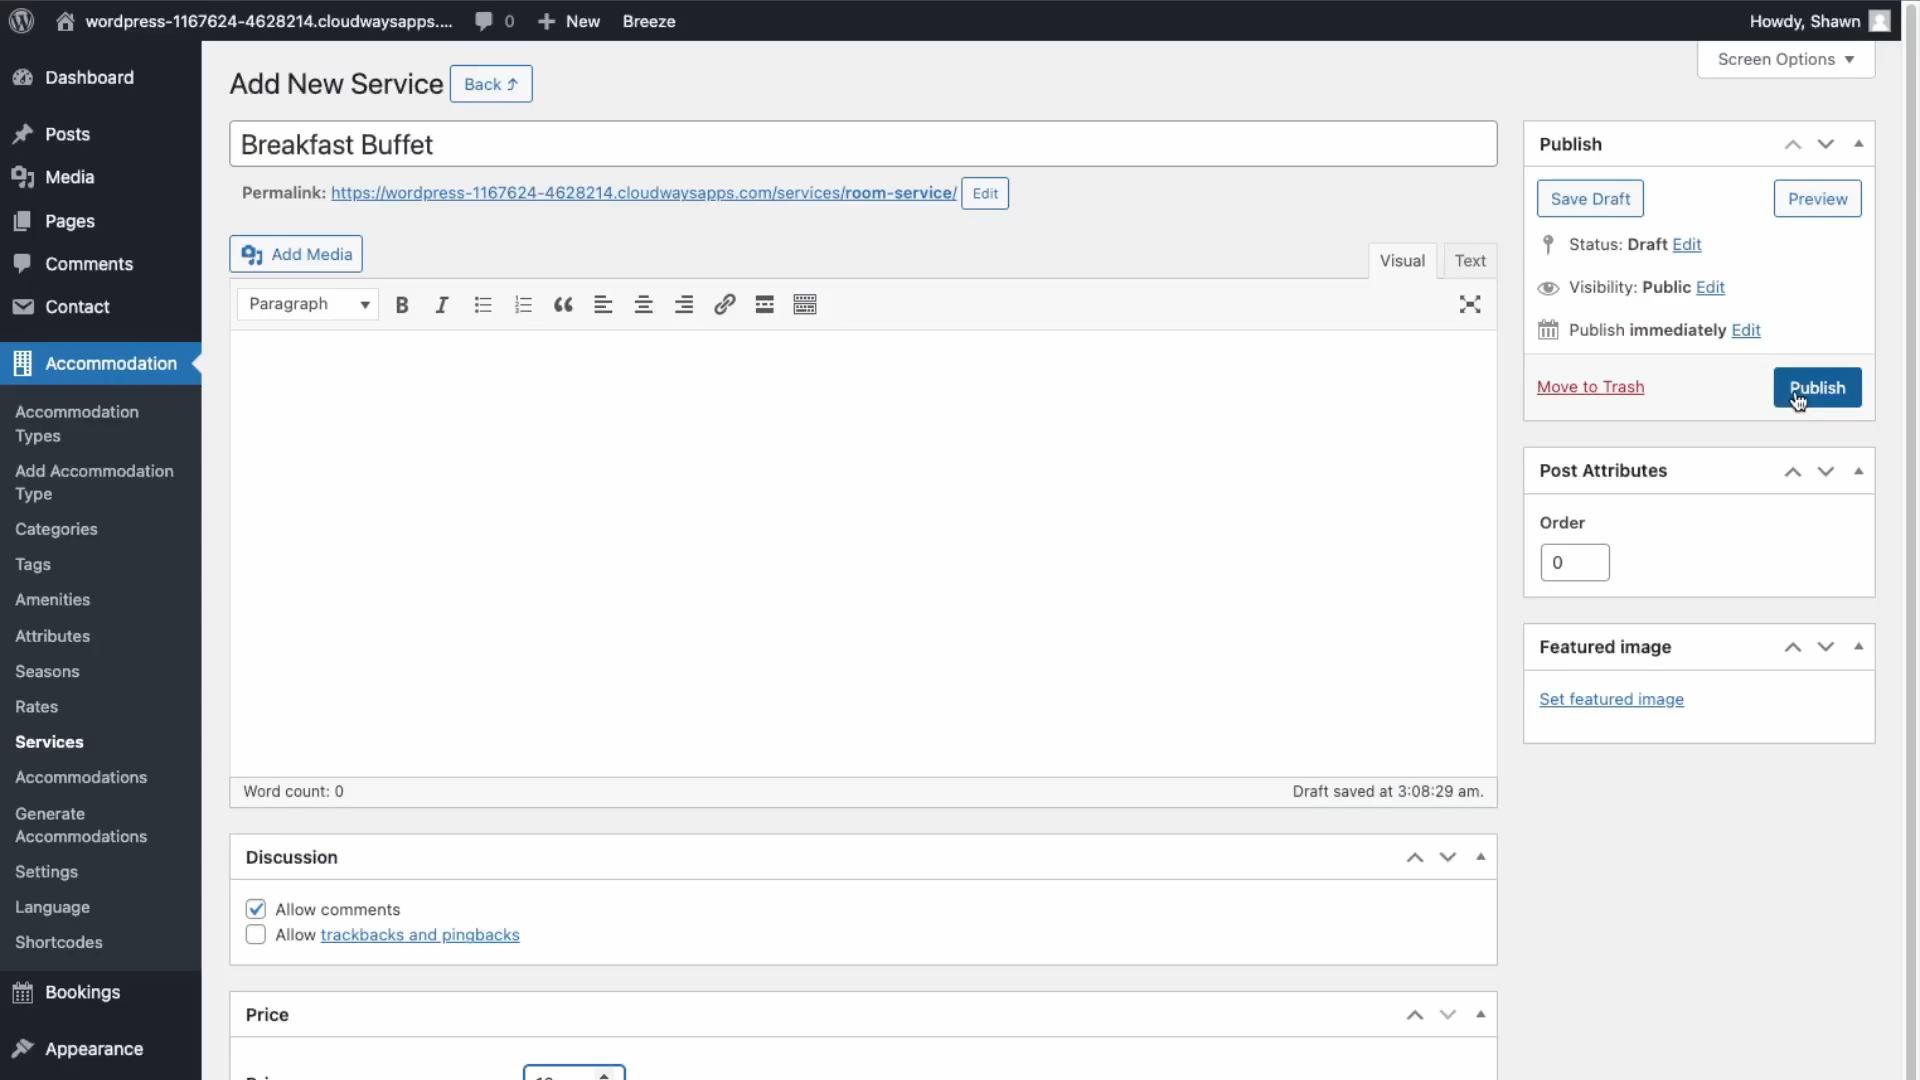 wordpress-1167624-4628214.cloudwaysapps.... 0 New Breeze Howdy, Shawn
Screen Options
Dashboard
Posts
Media
Pages
Comments
Contact
Accommodation
Accommodation
Types
Add Accommodation
Type
Categories
Tags
Amenities
Attributes
Seasons
Rates
Services
Accommodations
Generate
Accommodations
Settings
Language
Shortcodes
Bookings
Appearance
Add New Service Back
Breakfast Buffet
Permalink: https://wordpress-1167624-4628214.cloudwaysapps.com/services/room-service/ Edit
Add Media
Visual Text
Paragraph
Word count: 0 Draft saved at 3:08:29 am.
Discussion
Allow comments
Allow trackbacks and pingbacks
Price
Publish
Save Draft Preview
Status: Draft Edit
Visibility: Public Edit
Publish immediately Edit
Move to Trash Publish
Post Attributes
Order
0
Featured image
Set featured image